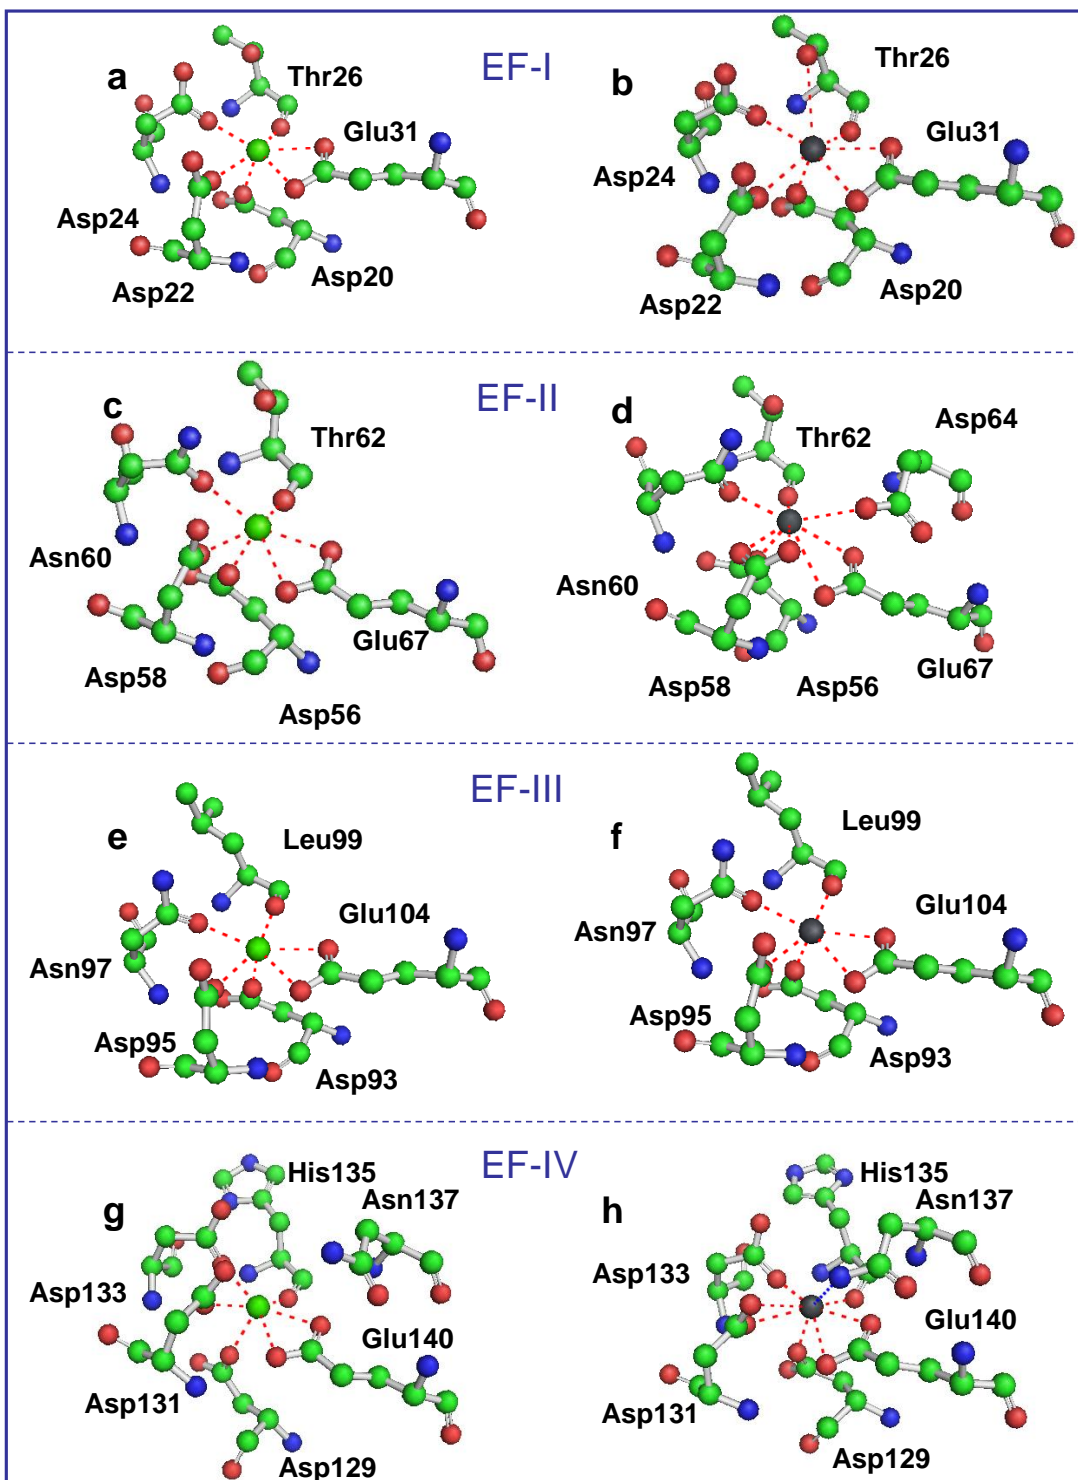 EF-I
a
Thr26
Glu31
Asp24
Asp22
Asp20
b
Thr26
Glu31
Asp24
Asp22
Asp20
EF-II
c
Thr62
Asn60
Glu67
Asp58
Asp56
d
Thr62
Asp64
Asn60
Glu67
Asp58
Asp56
EF-III
e
Leu99
Glu104
Asn97
Asp95
Asp93
f
Leu99
Glu104
Asn97
Asp95
Asp93
EF-IV
g
His135
Asn137
Asp133
Glu140
Asp131
Asp129
h
His135
Asn137
Asp133
Glu140
Asp131
Asp129